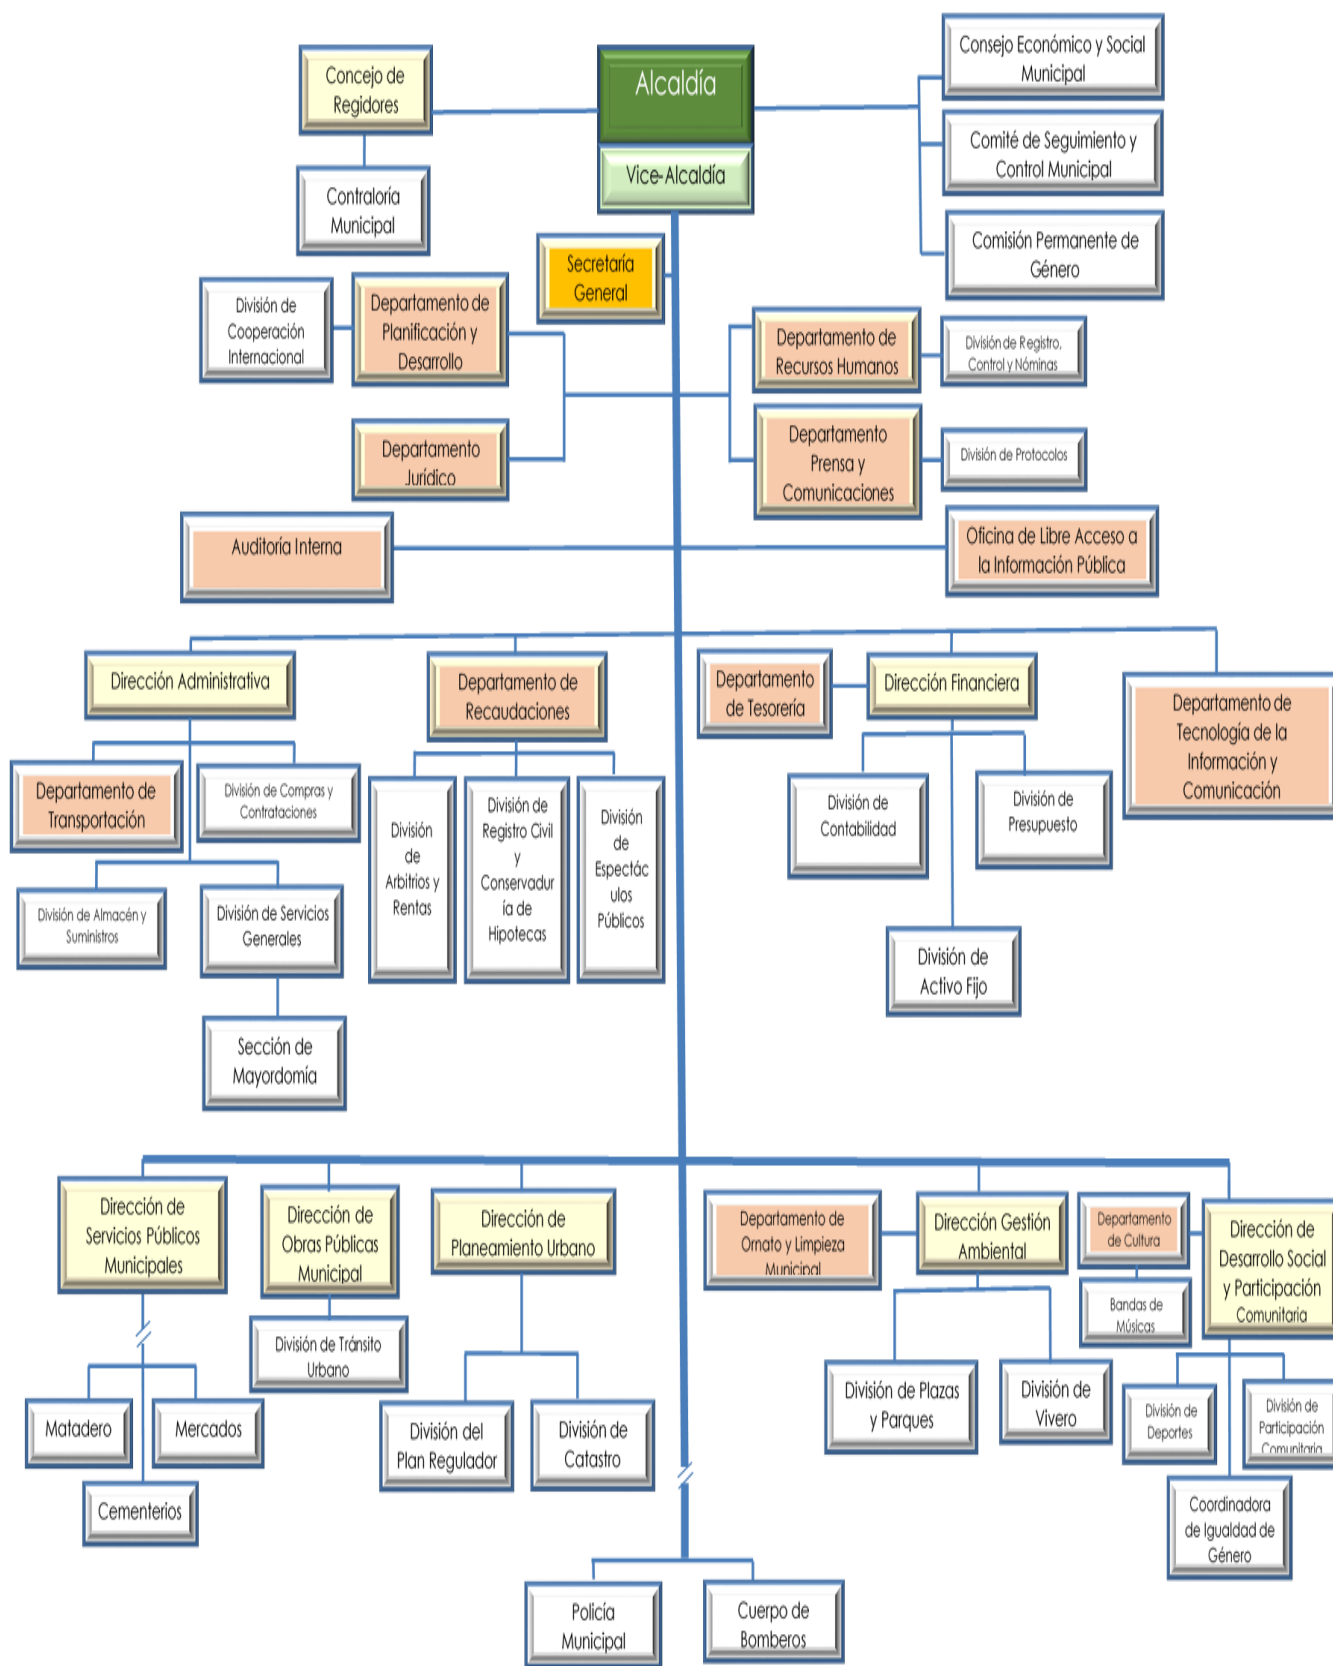 Concejo de
Regidores
Alcaldía
Vice-Alcaldía
Consejo Económico y Social
Municipal
Comité de Seguimiento y
Control Municipal
Comisión Permanente de
Género
Contraloría
Municipal
Secretaría
General
División de
Cooperación
Internacional
Departamento de
Planificación y
Desarrollo
Departamento de
Recursos Humanos
División de Registro,
Control y Nóminas
Departamento
Jurídico
Departamento
Prensa y
Comunicaciones
División de Protocolos
Auditoría Interna
Oficina de Libre Acceso a
la Información Pública
Dirección Administrativa
Departamento de
Recaudaciones
Departamento
de Tesorería
Dirección Financiera
Departamento de
Tecnología de la
Información y
Comunicación
Departamento de
Transportación
División de Compras y
Contrataciones
División
de
Arbitrios y
Rentas
División de
Registro Civil
y
Conservadur
ía de
Hipotecas
División
de
Espectác
ulos
Públicos
División de
Contabilidad
División de
Presupuesto
División de Almacén y
Suministros
División de Servicios
Generales
División de
Activo Fijo
Sección de
Mayordomía
Dirección de
Servicios Públicos
Municipales
Dirección de
Obras Públicas
Municipal
Dirección de
Planeamiento Urbano
Departamento de
Ornato y Limpieza
Municipal
Dirección Gestión
Ambiental
Departamento
de Cultura
Dirección de
Desarrollo Social
y Participación
Comunitaria
Bandas de
Músicas
División de Tránsito
Urbano
Matadero
Mercados
Cementerios
División del
Plan Regulador
División de
Catastro
División de Plazas
y Parques
División de
Vivero
División de
Deportes
División de
Participación
Comunitaria
Coordinadora
de Igualdad de
Género
Policía
Municipal
Cuerpo de
Bomberos